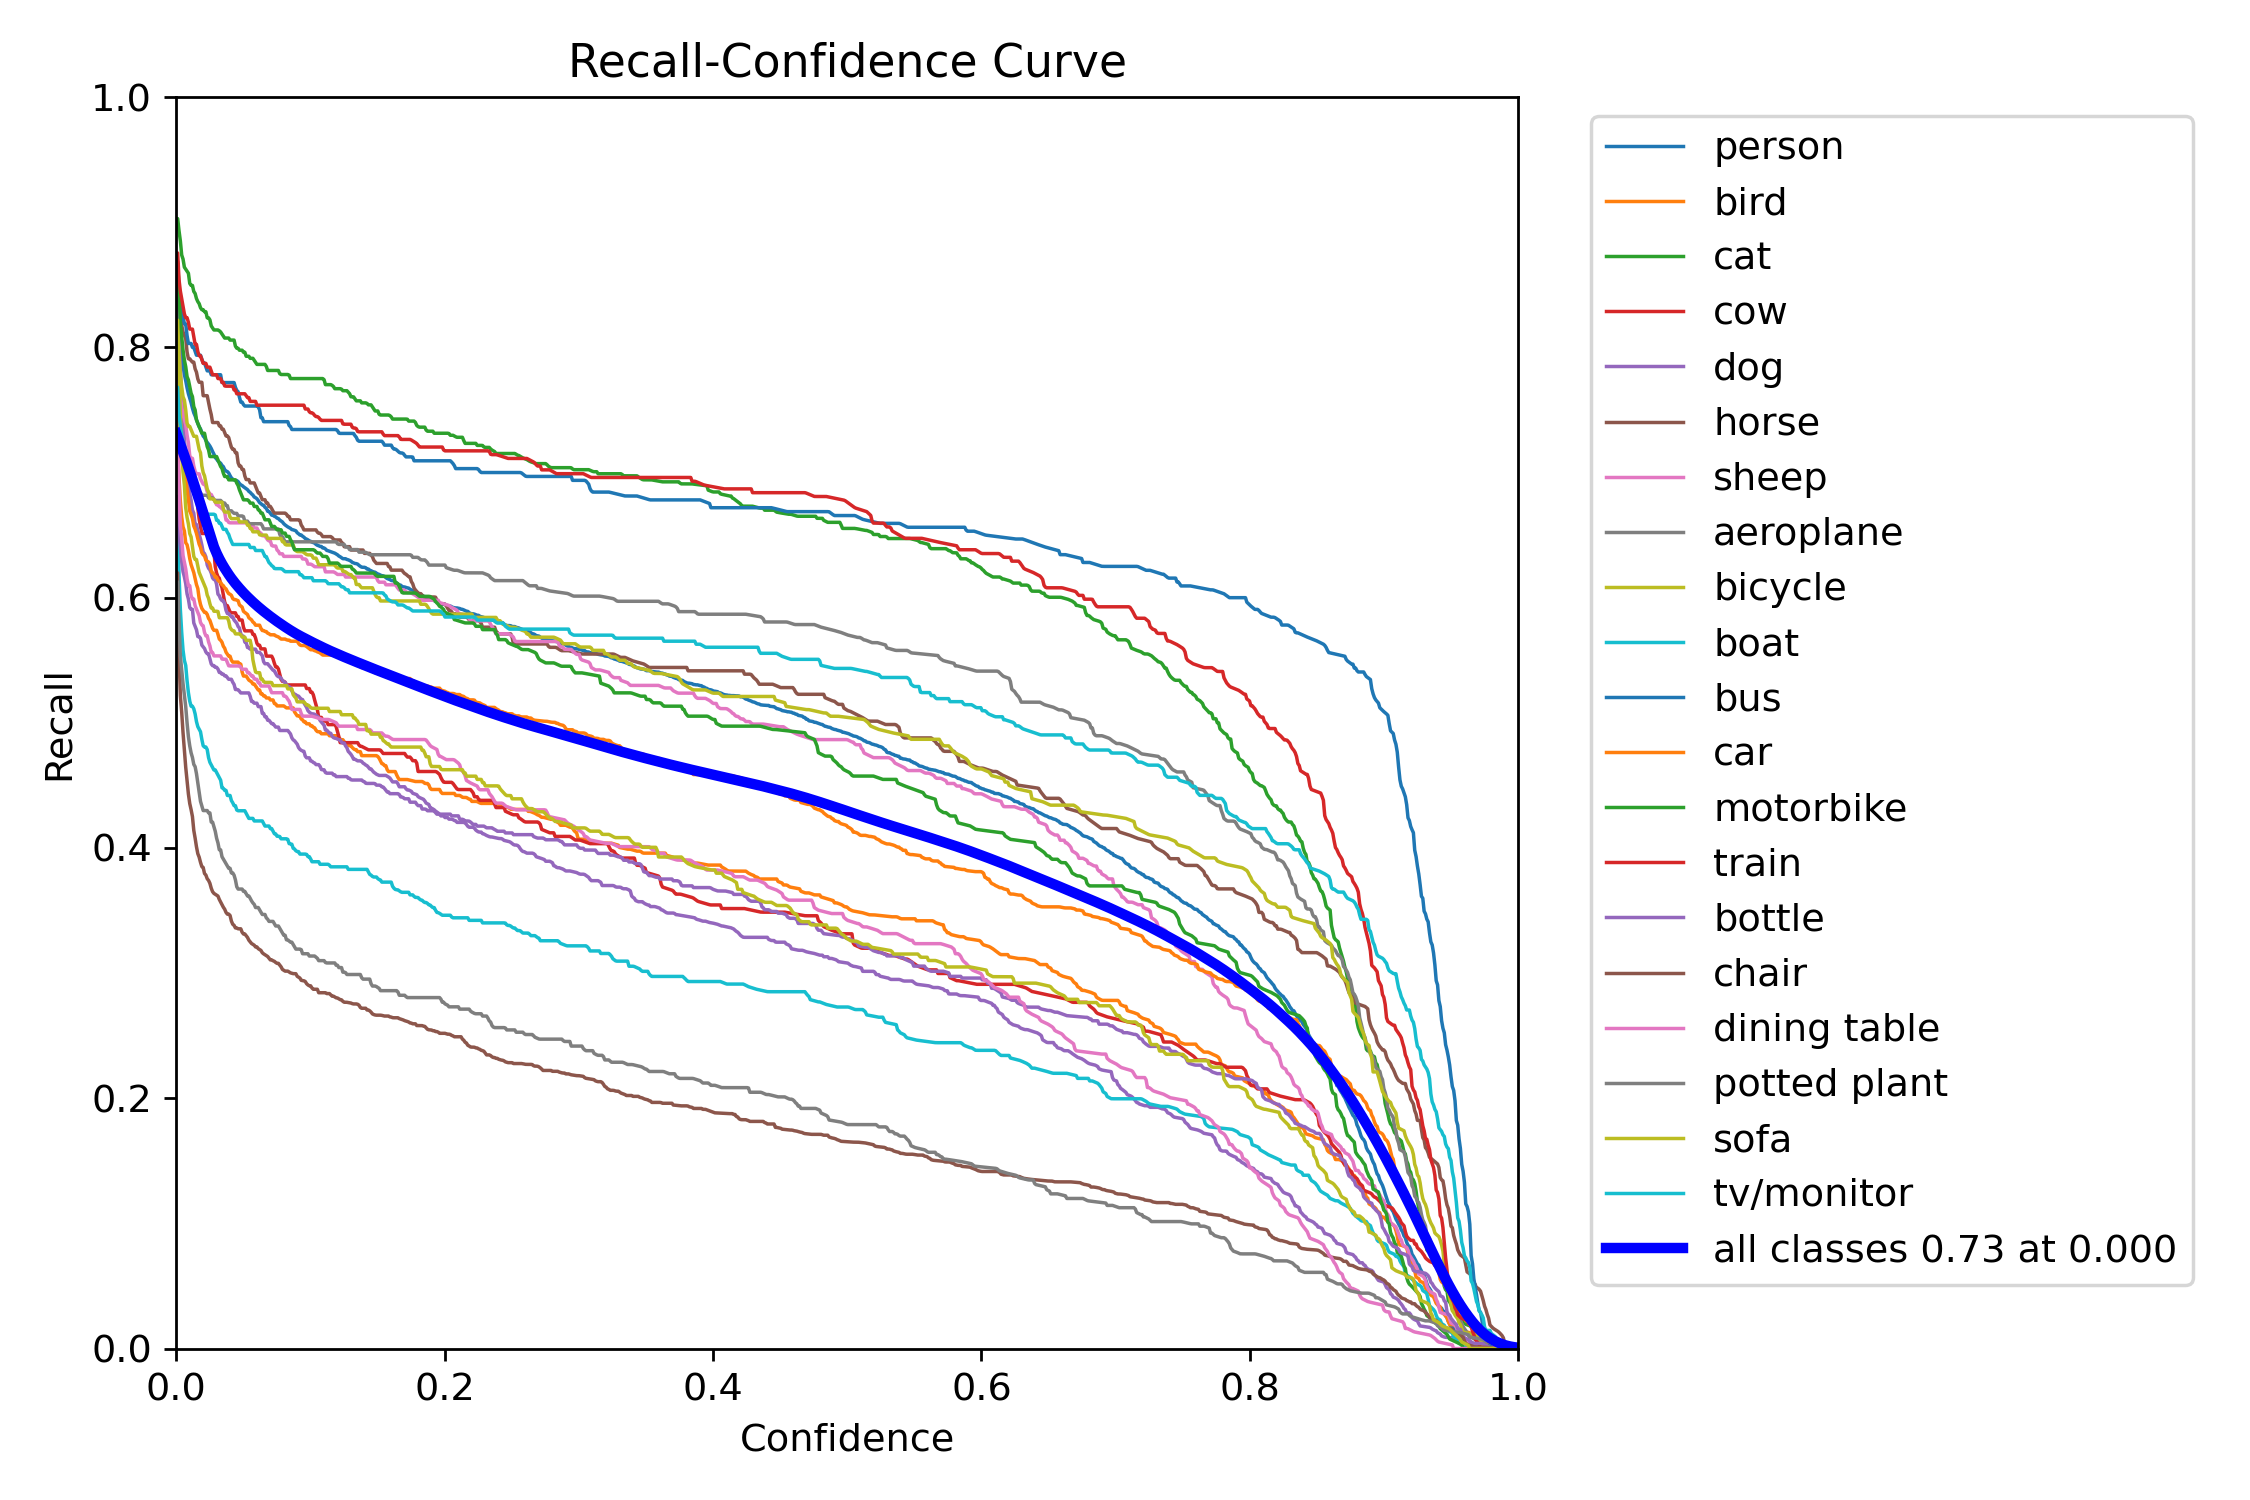 Recall-Confidence Curve
1.0
0.8
0.6
0.4
0.2
0.0
Recall
0.0 0.2 0.4 0.6 0.8 1.0
Confidence
person
bird
cat
cow
dog
horse
sheep
aeroplane
bicycle
boat
bus
car
motorbike
train
bottle
chair
dining table
potted plant
sofa
tv/monitor
all classes 0.73 at 0.000